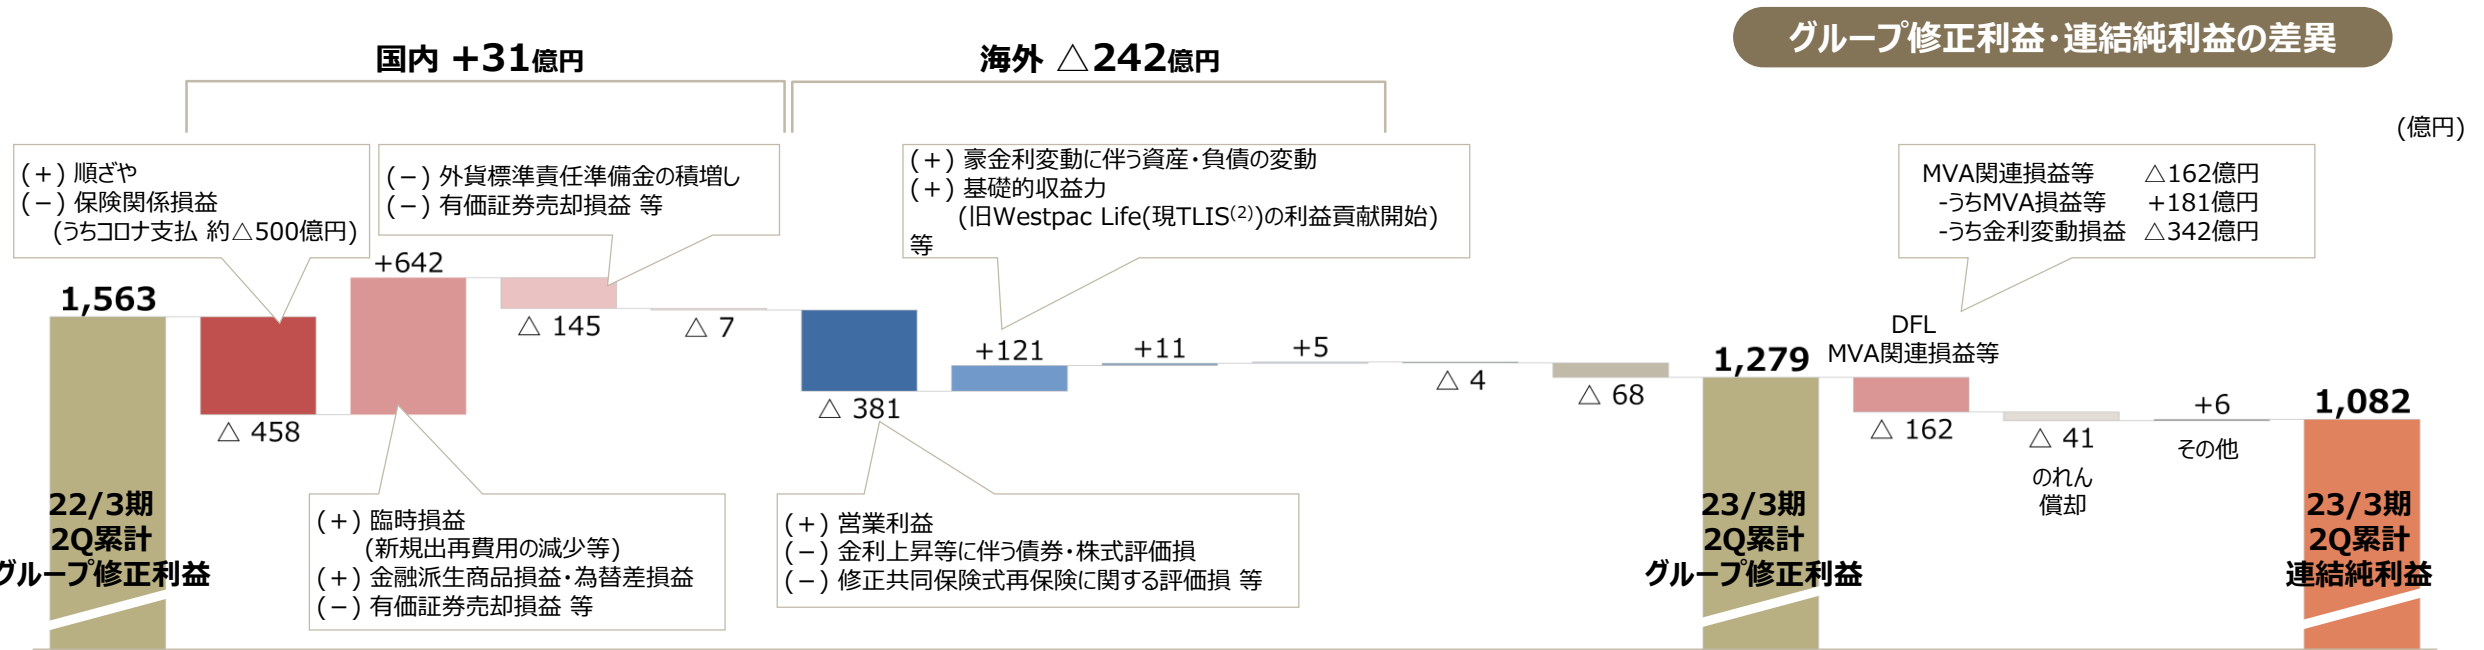 グループ修正利益・連結純利益の差異
国内 +31億円
海外 △242億円
(億円)
(+) 順ざや
(−) 保険関係損益
(うちコロナ支払 約△500億円)
(−) 外貨標準責任準備金の積増し
(−) 有価証券売却損益 等
(+) 豪金利変動に伴う資産・負債の変動
(+) 基礎的収益力
(旧Westpac Life(現TLIS(2))の利益貢献開始)
等
MVA関連損益等 △162億円
-うちMVA損益等 +181億円
-うち金利変動損益 △342億円
1,563
△ 458
+642
△ 145
△ 7
△ 381
+121
+11
+5
△ 4
△ 68
1,279
DFL
MVA関連損益等
△ 162
△ 41
のれん
償却
+6
その他
1,082
(+) 臨時損益
(新規出再費用の減少等)
(+) 金融派生商品損益・為替差損益
(−) 有価証券売却損益 等
(+) 営業利益
(−) 金利上昇等に伴う債券・株式評価損
(−) 修正共同保険式再保険に関する評価損 等
22/3期
2Q累計
グループ修正利益
23/3期
2Q累計
グループ修正利益
23/3期
2Q累計
連結純利益